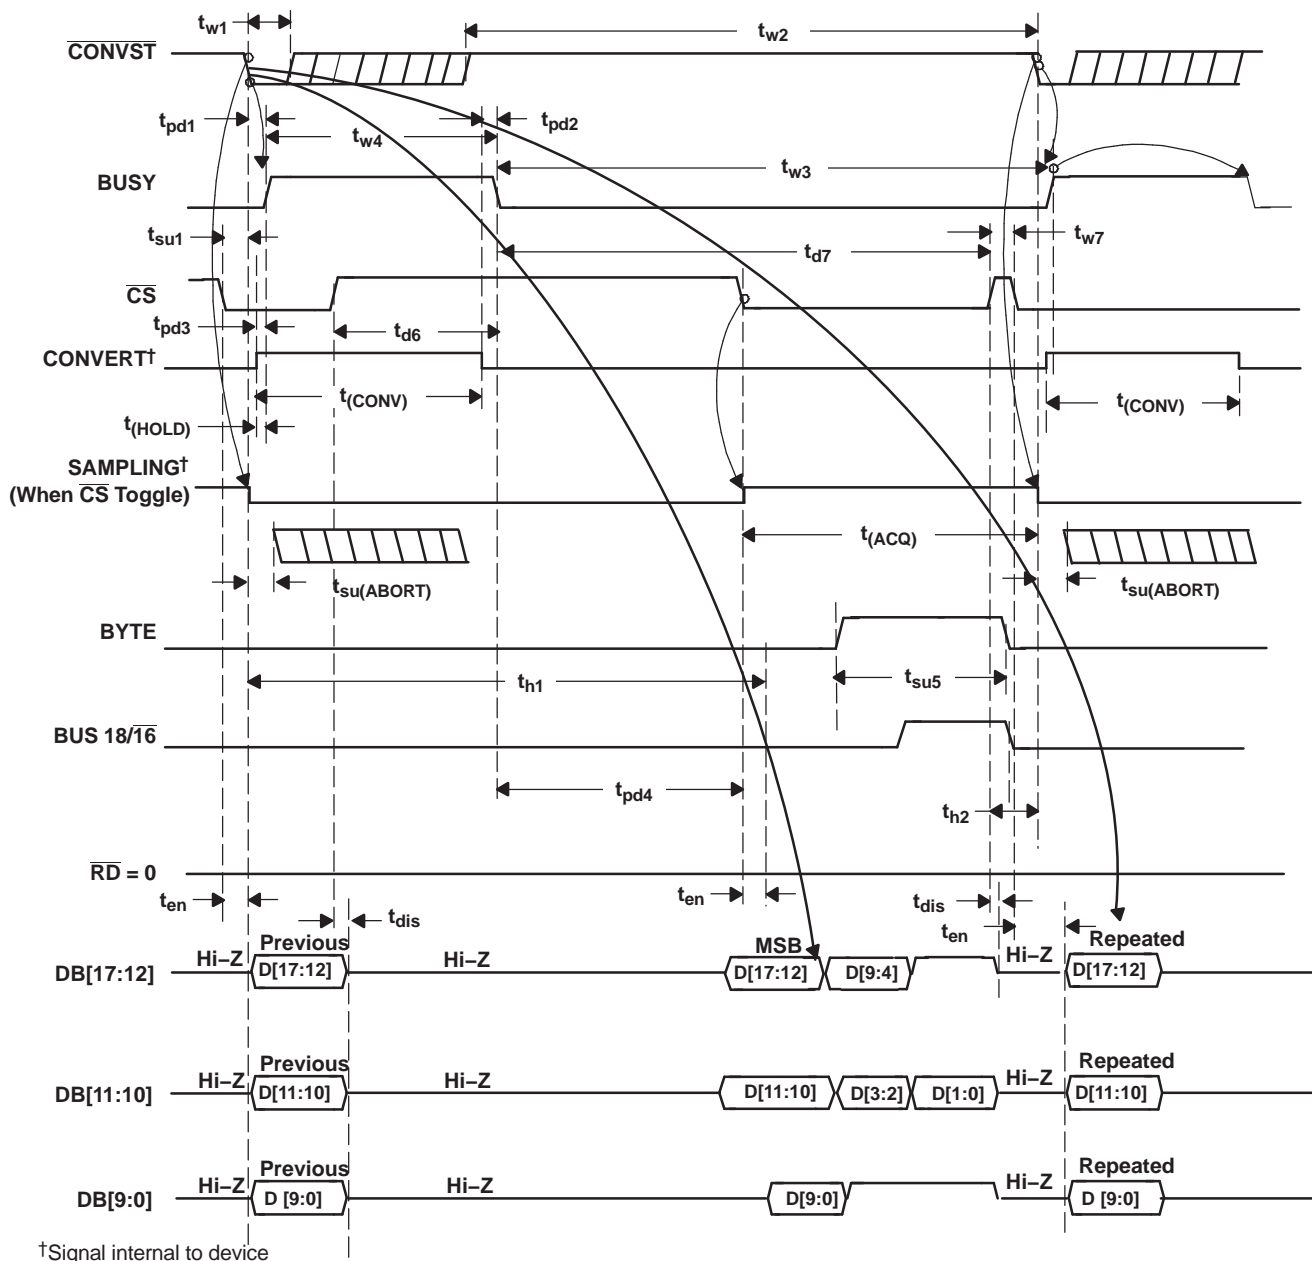 tw1
tw2
CONVST
tpd1
tw4
tpd2
tw3
BUSY
tsu1
td7
tw7
CS
tpd3
td6
CONVERT†
t(CONV)
t(CONV)
t(HOLD)
SAMPLING†
(When CS Toggle)
t(ACQ)
tsu(ABORT)
tsu(ABORT)
BYTE
th1
tsu5
BUS 18/16
tpd4
th2
RD = 0
ten
tdis
ten
tdis
ten
Previous
MSB
Repeated
DB[17:12]
Hi–Z
D[17:12]
Hi–Z
D[17:12]
D[9:4]
Hi–Z
D[17:12]
Previous
Repeated
DB[11:10]
Hi–Z
D[11:10]
Hi–Z
D[11:10]
D[3:2]
D[1:0]
Hi–Z
D[11:10]
Previous
Repeated
DB[9:0]
Hi–Z
D [9:0]
Hi–Z
D[9:0]
Hi–Z
D [9:0]
†Signal internal to device